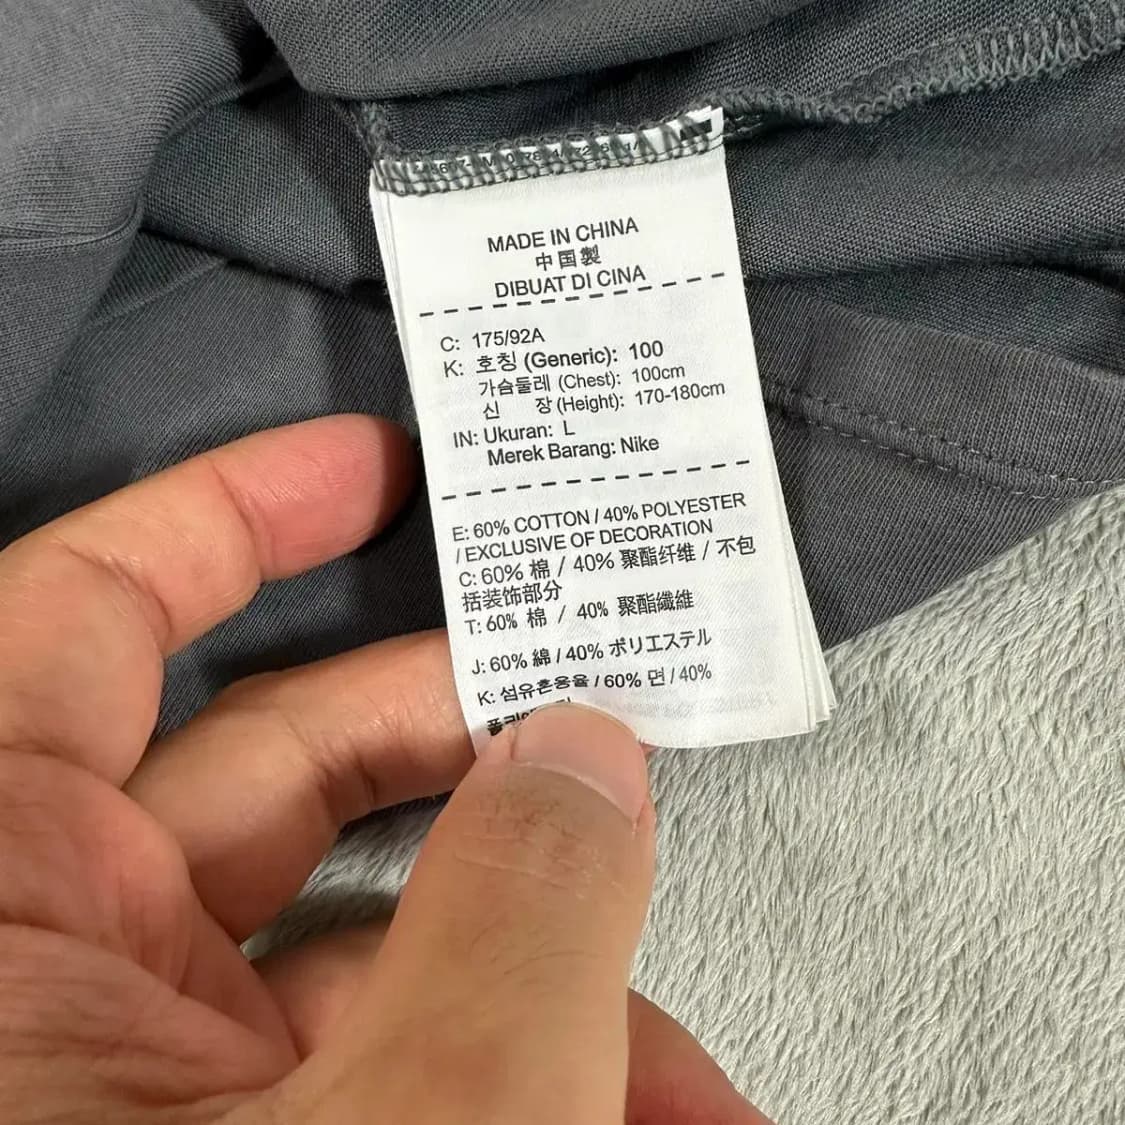 MADE IN CHINA
中国製
DIBUAT DI CINA
C: 175/92A
K: 호칭 (Generic): 100
가슴둘레 (Chest): 100cm
신 장 (Height): 170-180cm
IN: Ukuran: L
Merek Barang: Nike
E: 60% COTTON / 40% POLYESTER
/ EXCLUSIVE OF DECORATION
C: 60% 棉 / 40% 聚酯纤维 / 不包
括装饰部分
T: 60% 棉 / 40% 聚酯纖維
J: 60% 綿 / 40% ポリエステル
K: 섬유혼용율 / 60% 면 / 40%